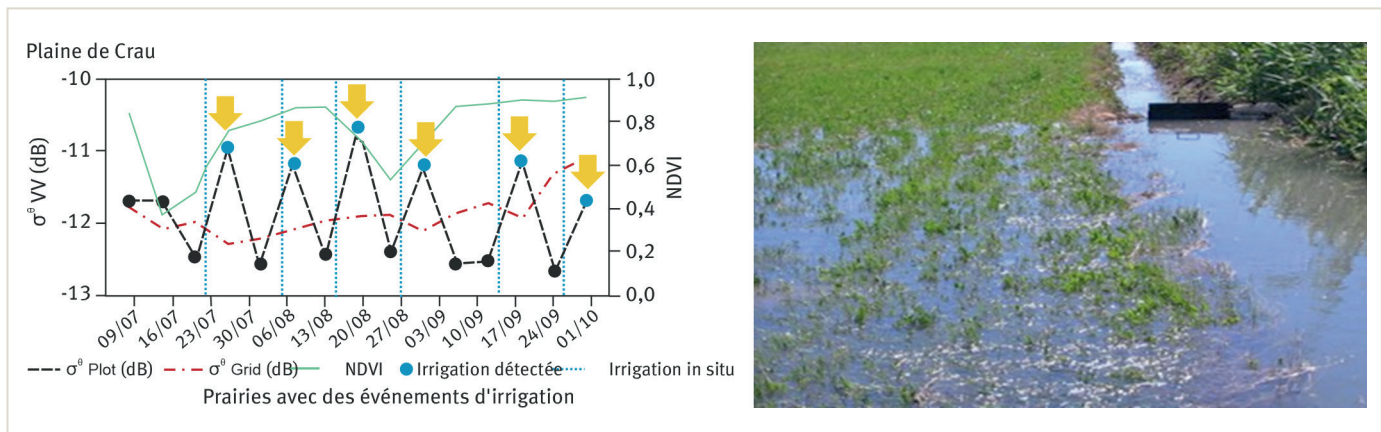 Plaine de Crau
-10
-11
-12
-13
σ° VV (dB)
1,0
0,8
0,6
0,4
0,2
0,0
NDVI
09/07 16/07 23/07 30/07 06/08 13/08 20/08 27/08 03/09 10/09 17/09 24/09 01/10
σ° Plot (dB) σ° Grid (dB) NDVI Irrigation détectée Irrigation in situ
Prairies avec des événements d'irrigation